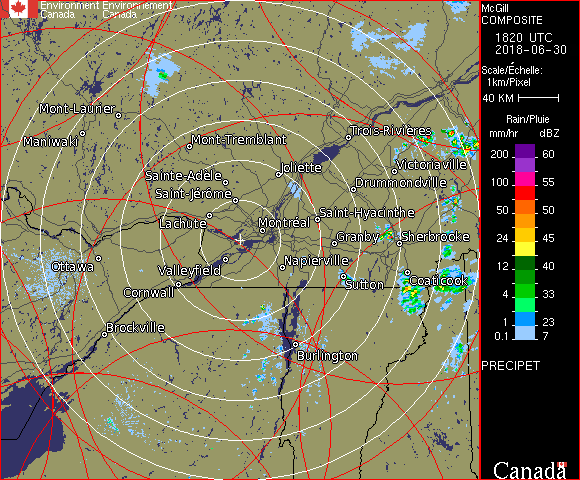 Environment Environnement
Canada Canada
McGill
COMPOSITE
1820 UTC
2018-06-30
Scale/Échelle:
1km/Pixel
40 KM
Rain/Pluie
mm/hr dBZ
200 60
100 55
50 50
24 45
12 40
4 33
1 23
0.1 7
PRECIPET
Canada
Mont-Laurier
Maniwaki
Mont-Tremblant
Trois-Rivières
Joliette
Victoriaville
Sainte-Adèle
Drummondville
Saint-Jérôme
Saint-Hyacinthe
Lachute
Montréal
Granby
Sherbrooke
Ottawa
Valleyfield
Napierville
Cornwall
Sutton
Coaticook
Brockville
Burlington